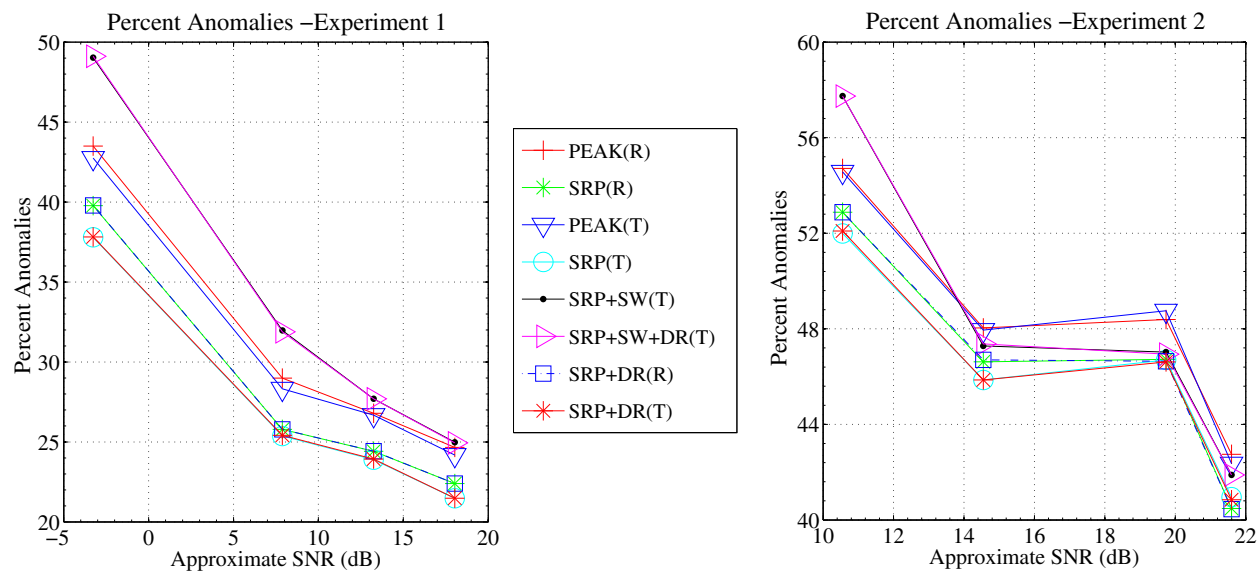 Percent Anomalies –Experiment 1
50
45
40
35
30
25
20
−5
0
5
10
15
20
Percent Anomalies
Approximate SNR (dB)
PEAK(R)
SRP(R)
PEAK(T)
SRP(T)
SRP+SW(T)
SRP+SW+DR(T)
SRP+DR(R)
SRP+DR(T)
Percent Anomalies –Experiment 2
60
56
52
48
44
40
10
12
14
16
18
20
22
Percent Anomalies
Approximate SNR (dB)